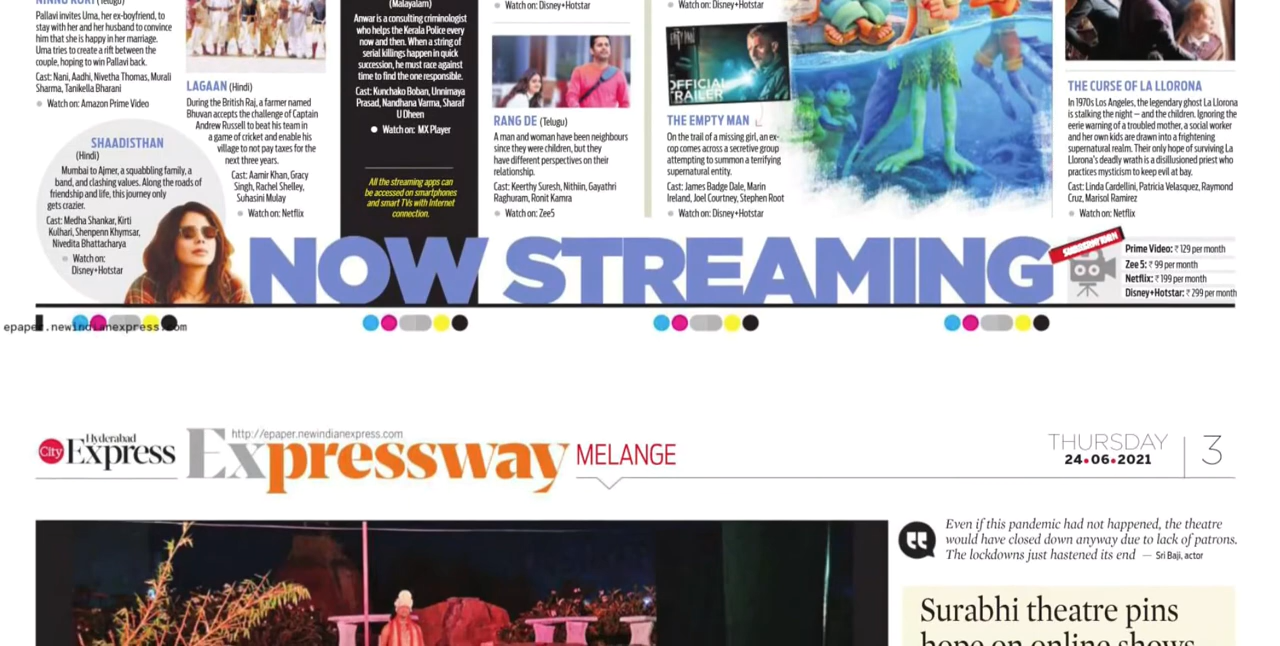 NINNU KORI (Telugu)
Pallavi invites Uma, her ex-boyfriend, to
stay with her and her husband to convince
him that she is happy in her marriage.
Uma tries to create a rift between the
couple, hoping to win Pallavi back.
Cast: Nani, Aadhi, Nivetha Thomas, Murali
Sharma, Tanikella Bharani
Watch on: Amazon Prime Video
SHAADISTHAN
(Hindi)
Mumbai to Ajmer, a squabbling family, a
band, and clashing values. Along the roads of
friendship and life, this journey only
gets crazier.
Cast: Medha Shankar, Kirti
Kulhari, Shenpenn Khymsar,
Nivedita Bhattacharya
Watch on:
Disney+Hotstar
LAGAAN (Hindi)
During the British Raj, a farmer named
Bhuvan accepts the challenge of Captain
Andrew Russell to beat his team in
a game of cricket and enable his
village to not pay taxes for the
next three years.
Cast: Aamir Khan, Gracy
Singh, Rachel Shelley,
Suhasini Mulay
Watch on: Netflix
(Malayalam)
Anwar is a consulting criminologist
who helps the Kerala Police every
now and then. When a string of
serial killings happen in quick
succession, he must race against
time to find the one responsible.
Cast: Kunchako Boban, Unnimaya
Prasad, Nandhana Varma, Sharaf
U Dheen
Watch on: MX Player
All the streaming apps can
be accessed on smartphones
and smart TVs with Internet
connection.
Watch on: Disney+Hotstar
RANG DE (Telugu)
A man and woman have been neighbours
since they were children, but they
have different perspectives on their
relationship.
Cast: Keerthy Suresh, Nithiin, Gayathri
Raghuram, Ronit Kamra
Watch on: Zee5
Watch on: Disney+Hotstar
OFFICIAL
TRAILER
THE EMPTY MAN
On the trail of a missing girl, an ex-
cop comes across a secretive group
attempting to summon a terrifying
supernatural entity.
Cast: James Badge Dale, Marin
Ireland, Joel Courtney, Stephen Root
Watch on: Disney+Hotstar
THE CURSE OF LA LLORONA
In 1970s Los Angeles, the legendary ghost La Llorona
is stalking the night — and the children. Ignoring the
eerie warning of a troubled mother, a social worker
and her own kids are drawn into a frightening
supernatural realm. Their only hope of surviving La
Llorona's deadly wrath is a disillusioned priest who
practices mysticism to keep evil at bay.
Cast: Linda Cardellini, Patricia Velasquez, Raymond
Cruz, Marisol Ramirez
Watch on: Netflix
NOW STREAMING
Prime Video: ₹ 129 per month
Zee 5: ₹ 99 per month
Netflix: ₹ 199 per month
Disney+Hotstar: ₹ 299 per month
epaper.newindianexpress.com
City Hyderabad Express
http://epaper.newindianexpress.com
Expressway MELANGE
THURSDAY
24•06•2021
3
Even if this pandemic had not happened, the theatre
would have closed down anyway due to lack of patrons.
The lockdowns just hastened its end — Sri Baji, actor
Surabhi theatre pins
hope on online shows